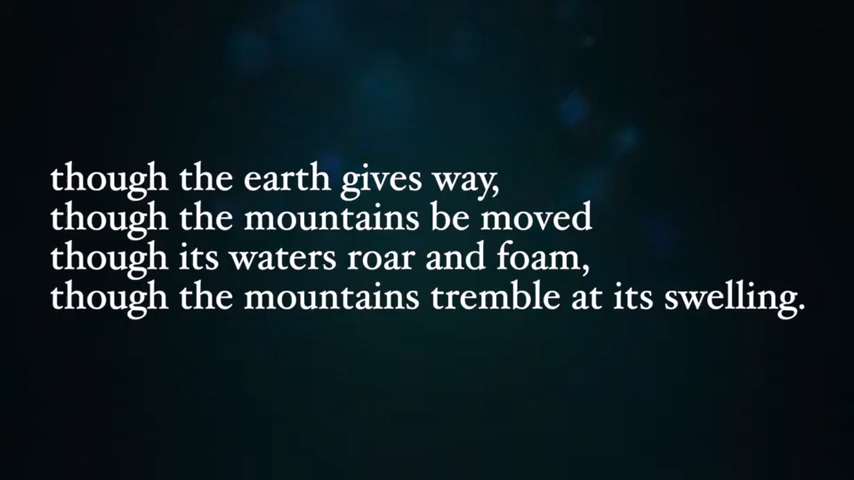 though the earth gives way,
though the mountains be moved
though its waters roar and foam,
though the mountains tremble at its swelling.